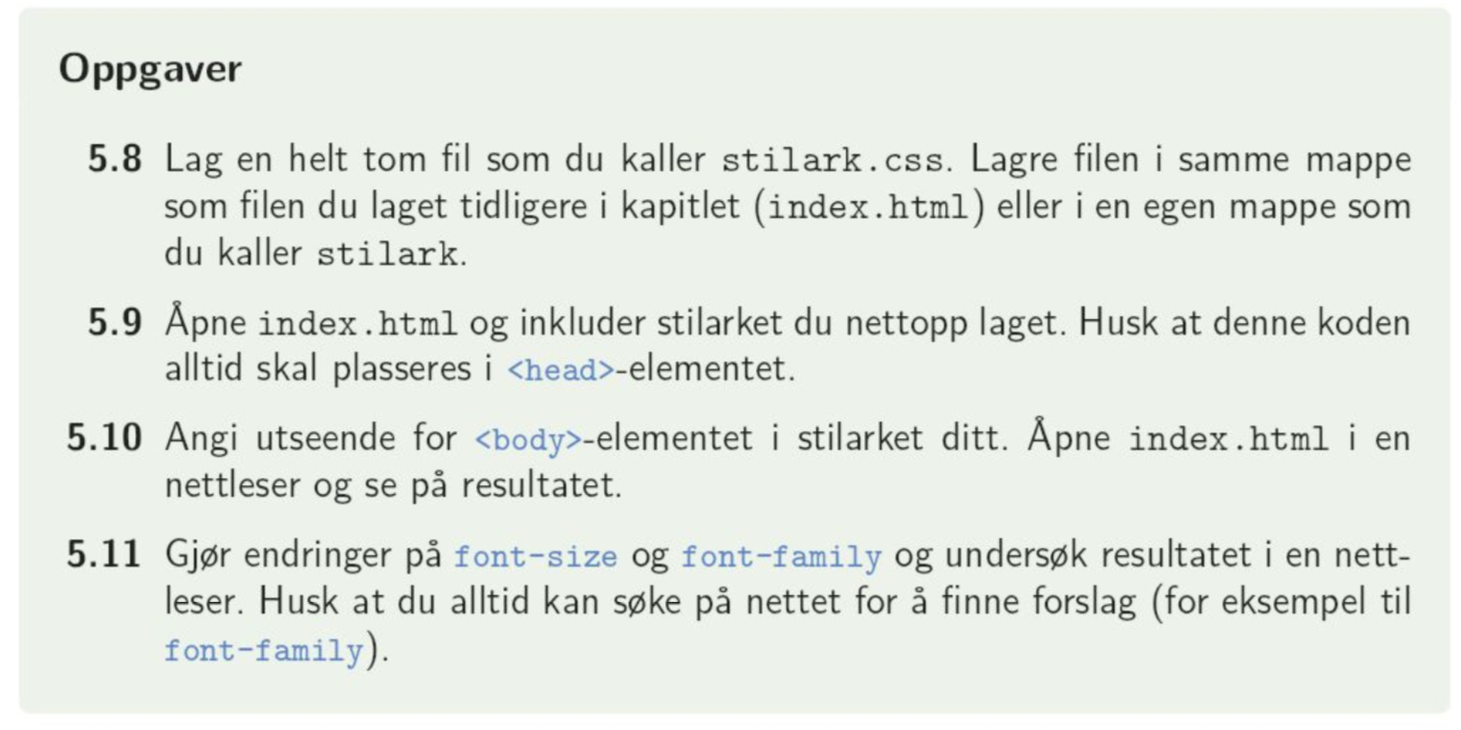 Oppgaver
5.8 Lag en helt tom fil som du kaller stilark.css. Lagre filen i samme mappe
som filen du laget tidligere i kapitlet (index.html) eller i en egen mappe som
du kaller stilark.
5.9 Åpne index.html og inkluder stilarket du nettopp laget. Husk at denne koden
alltid skal plasseres i <head>-elementet.
5.10 Angi utseende for <body>-elementet i stilarket ditt. Åpne index.html i en
nettleser og se på resultatet.
5.11 Gjør endringer på font-size og font-family og undersøk resultatet i en nett-
leser. Husk at du alltid kan søke på nettet for å finne forslag (for eksempel til
font-family).